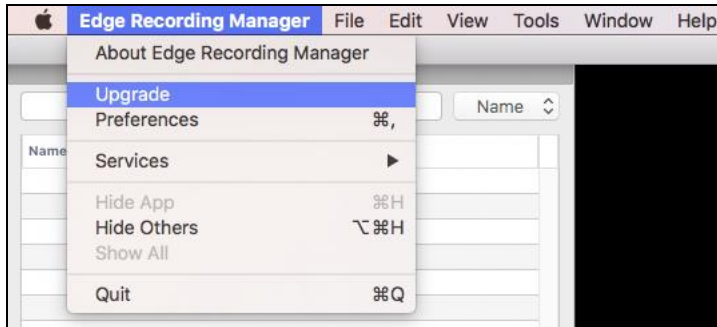 Edge Recording Manager File Edit View Tools Window Help
About Edge Recording Manager
Upgrade
Name
Preferences ⌘,
Name
Services ▶
Hide App ⌘H
Hide Others ⌥⌘H
Show All
Quit ⌘Q